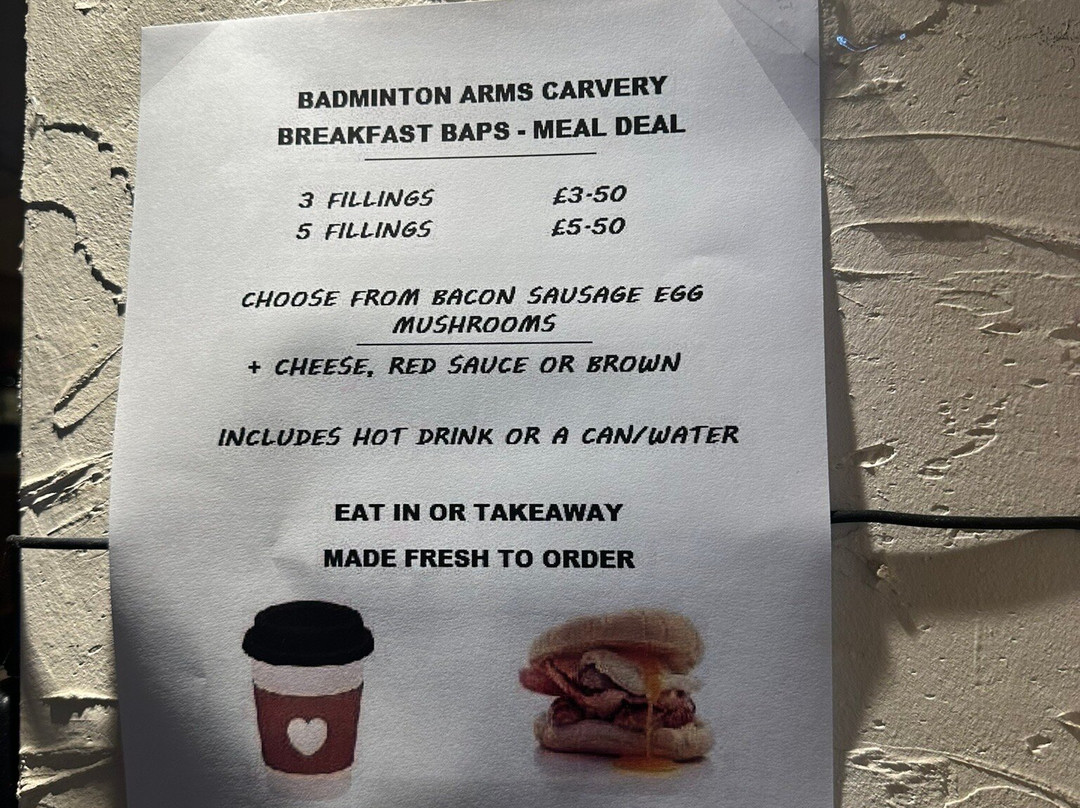 BADMINTON ARMS CARVERY
BREAKFAST BAPS - MEAL DEAL
3 FILLINGS £3-50
5 FILLINGS £5-50
CHOOSE FROM BACON SAUSAGE EGG
MUSHROOMS
+ CHEESE, RED SAUCE OR BROWN
INCLUDES HOT DRINK OR A CAN/WATER
EAT IN OR TAKEAWAY
MADE FRESH TO ORDER